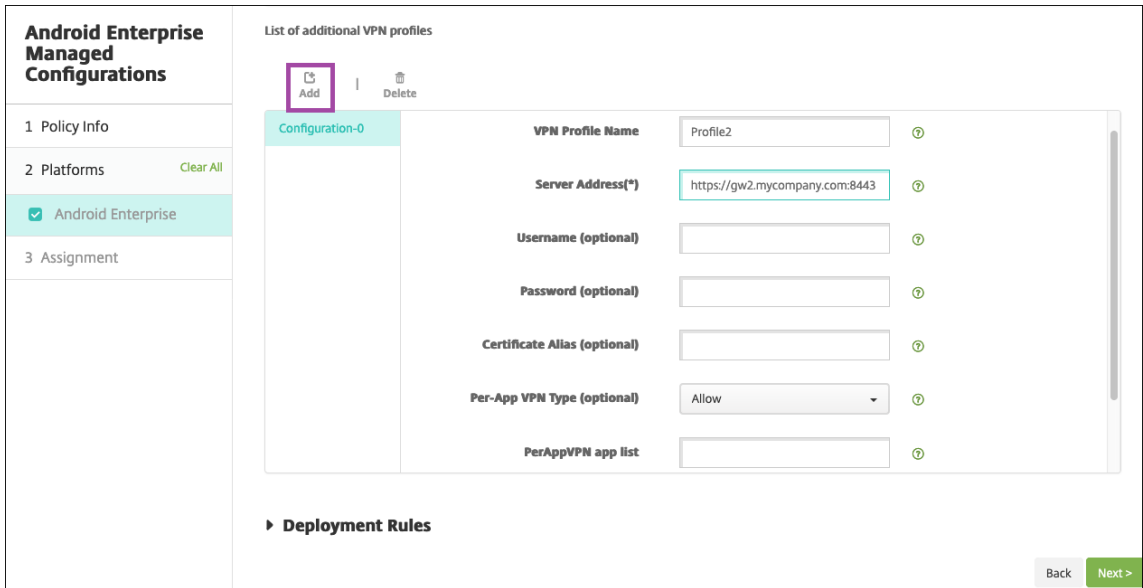 Android Enterprise
Managed
Configurations
1 Policy Info
2 Platforms
Clear All
Android Enterprise
3 Assignment
List of additional VPN profiles
Add
Delete
Configuration-0
VPN Profile Name
Profile2
Server Address(*)
https://gw2.mycompany.com:8443
Username (optional)
Password (optional)
Certificate Alias (optional)
Per-App VPN Type (optional)
Allow
PerAppVPN app list
Deployment Rules
Back
Next >